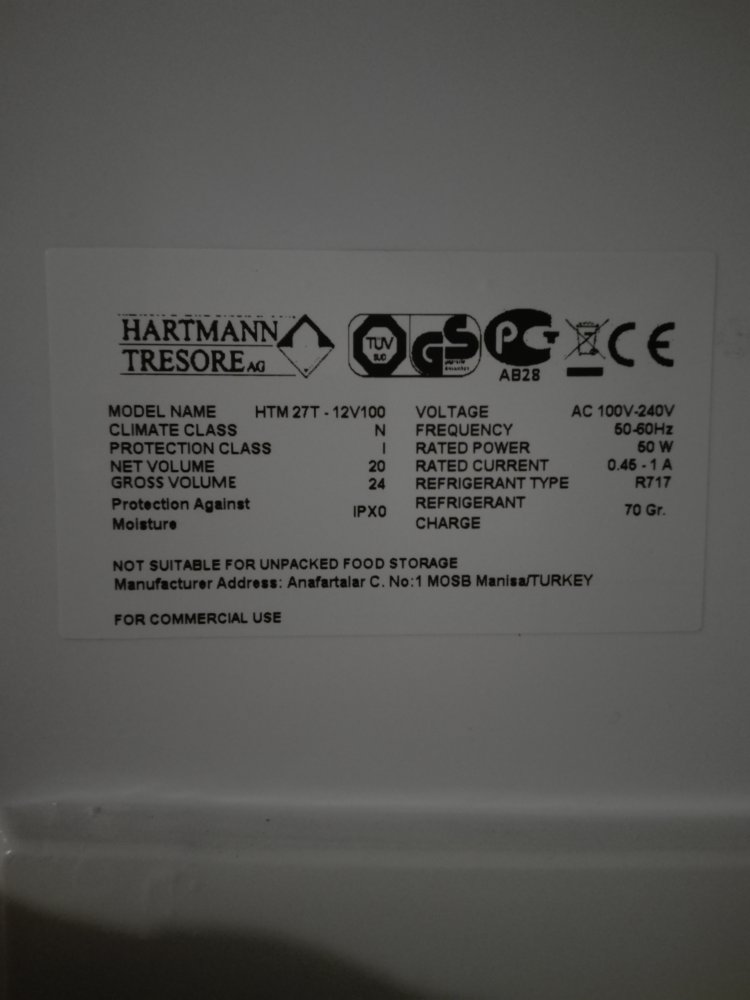 HARTMANN
TRESORE AG
TUV
SUD
GS
PCT
AB28
CE
MODEL NAME HTM 27T - 12V100
CLIMATE CLASS N
PROTECTION CLASS I
NET VOLUME 20
GROSS VOLUME 24
Protection Against Moisture IPX0
VOLTAGE AC 100V-240V
FREQUENCY 50-60Hz
RATED POWER 50 W
RATED CURRENT 0.45 - 1 A
REFRIGERANT TYPE R717
REFRIGERANT CHARGE 70 Gr.
NOT SUITABLE FOR UNPACKED FOOD STORAGE
Manufacturer Address: Anafartalar C. No:1 MOSB Manisa/TURKEY
FOR COMMERCIAL USE